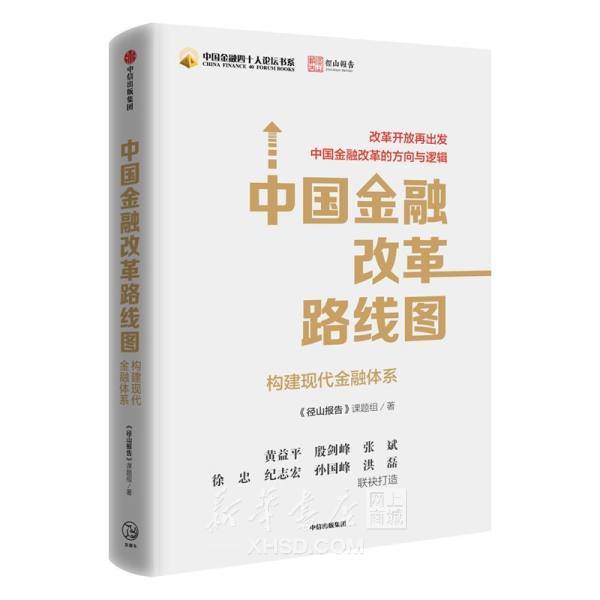 中信出版集团
中国金融改革路线图
构建现代
金融体系
《径山报告》课题组/著
中国金融四十人论坛书系
CHINA FINANCE 40 FORUM BOOKS
径山报告
改革开放再出发
中国金融改革的方向与逻辑
中国金融
改革
路线图
构建现代金融体系
《径山报告》课题组/著
黄益平 殷剑峰 张斌
徐忠 纪志宏 孙国峰 洪磊
联袂打造
中信出版集团
新华书店
网上
商城
XHSD.COM